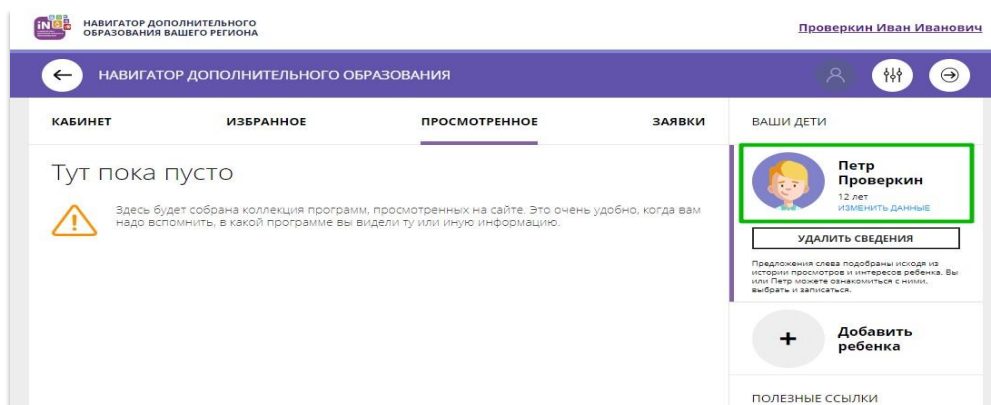 iNО
НАВИГАТОР ДОПОЛНИТЕЛЬНОГО
ОБРАЗОВАНИЯ ВАШЕГО РЕГИОНА
Проверкин Иван Иванович
НАВИГАТОР ДОПОЛНИТЕЛЬНОГО ОБРАЗОВАНИЯ
КАБИНЕТ ИЗБРАННОЕ ПРОСМОТРЕННОЕ ЗАЯВКИ
Тут пока пусто
Здесь будет собрана коллекция программ, просмотренных на сайте. Это очень удобно, когда вам
надо вспомнить, в какой программе вы видели ту или иную информацию.
ВАШИ ДЕТИ
Петр
Проверкин
12 лет
ИЗМЕНИТЬ ДАННЫЕ
УДАЛИТЬ СВЕДЕНИЯ
Предложения слева подобраны исходя из
истории просмотров и интересов ребенка. Вы
или Петр можете ознакомиться с ними,
выбрать и записаться.
+
Добавить
ребенка
ПОЛЕЗНЫЕ ССЫЛКИ